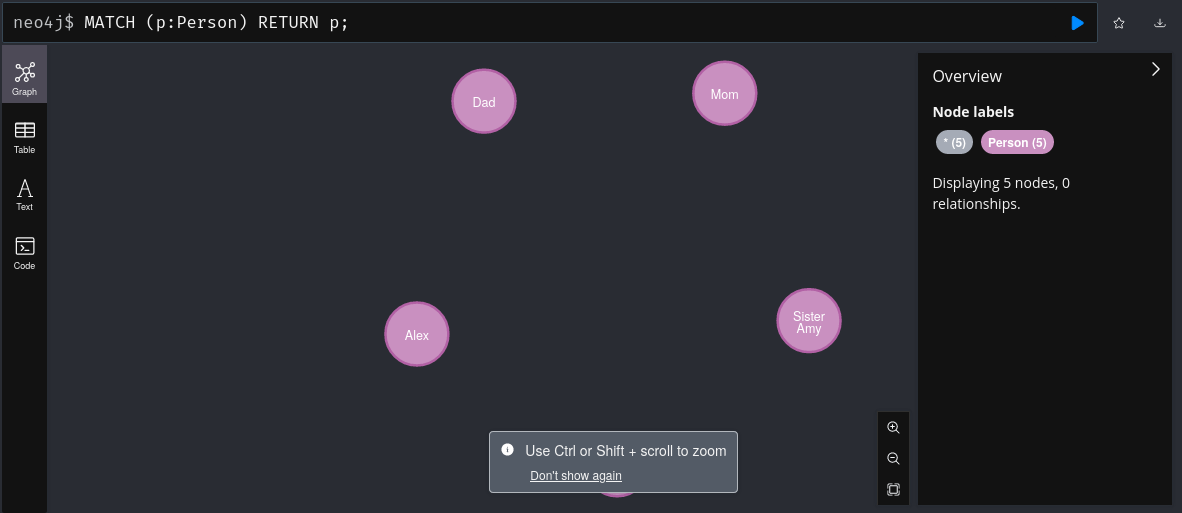 neo4j$ MATCH (p:Person) RETURN p;
Graph
Table
Text
Code
Dad
Mom
Alex
Sister
Amy
Use Ctrl or Shift + scroll to zoom
Don't show again
Overview
Node labels
* (5) Person (5)
Displaying 5 nodes, 0
relationships.